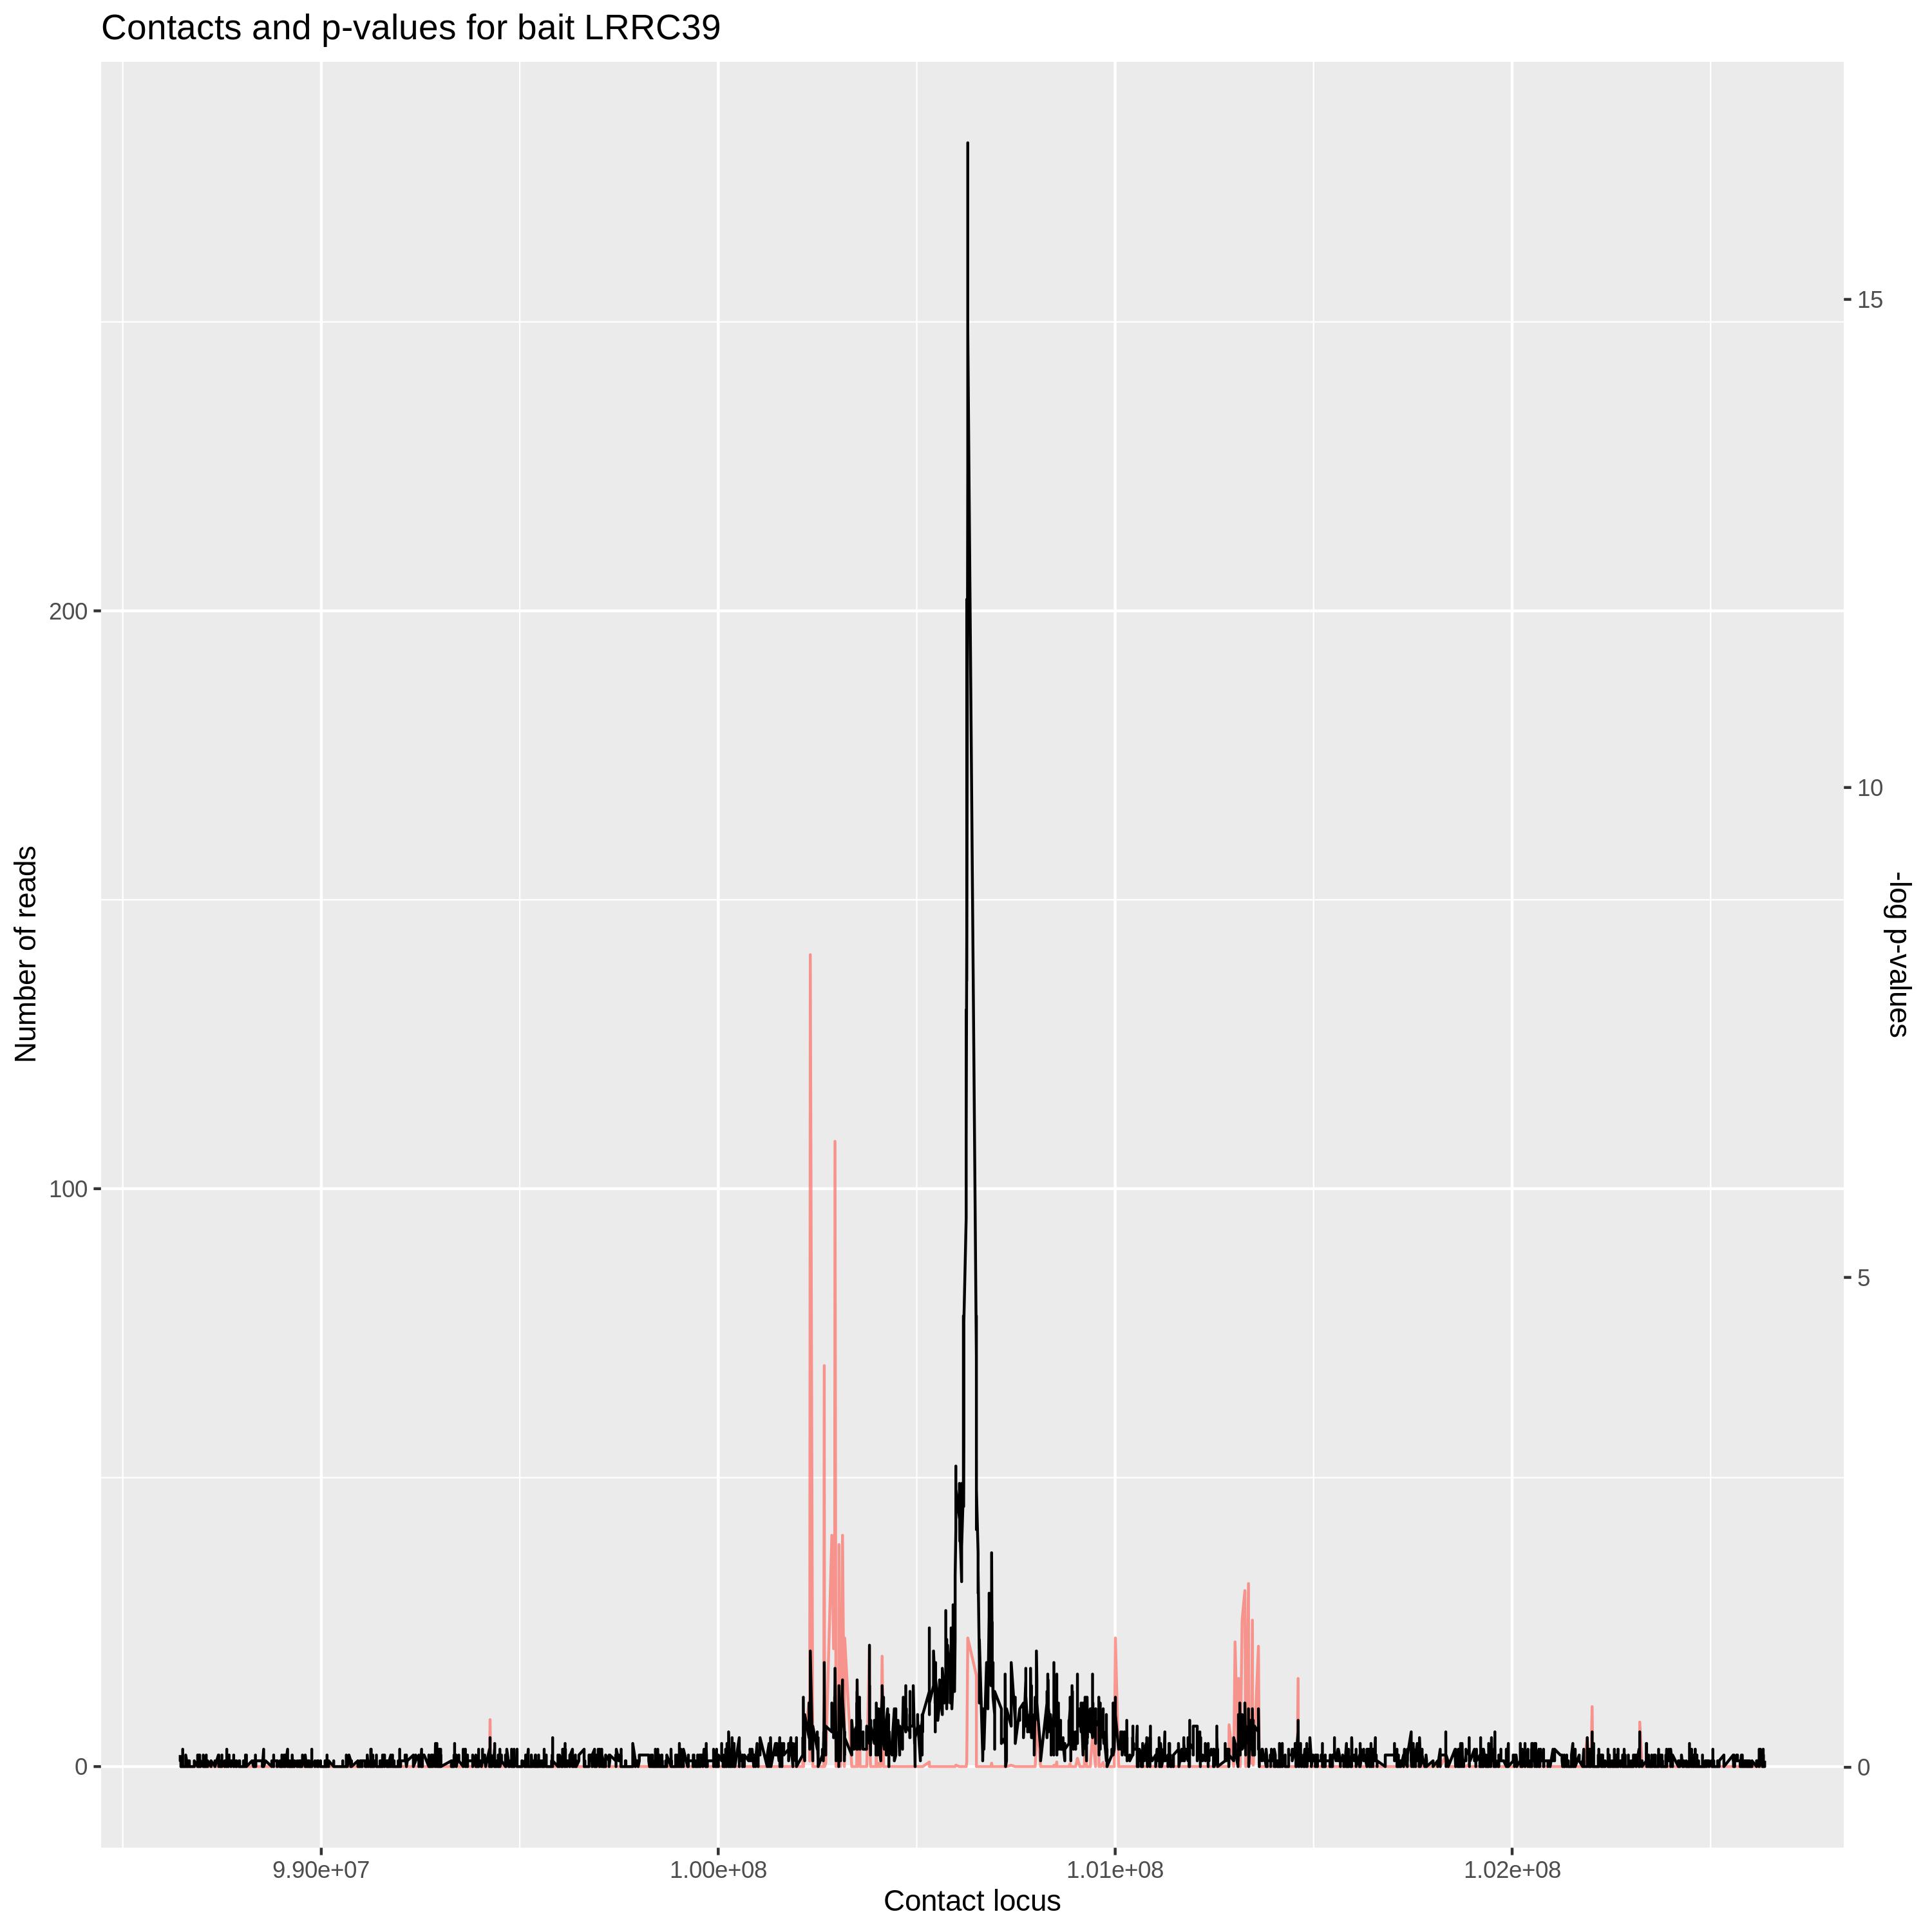 Contacts and p-values for bait LRRC39
Number of reads
200
100
0
15
10
5
0
-log p-values
9.90e+07
1.00e+08
1.01e+08
1.02e+08
Contact locus